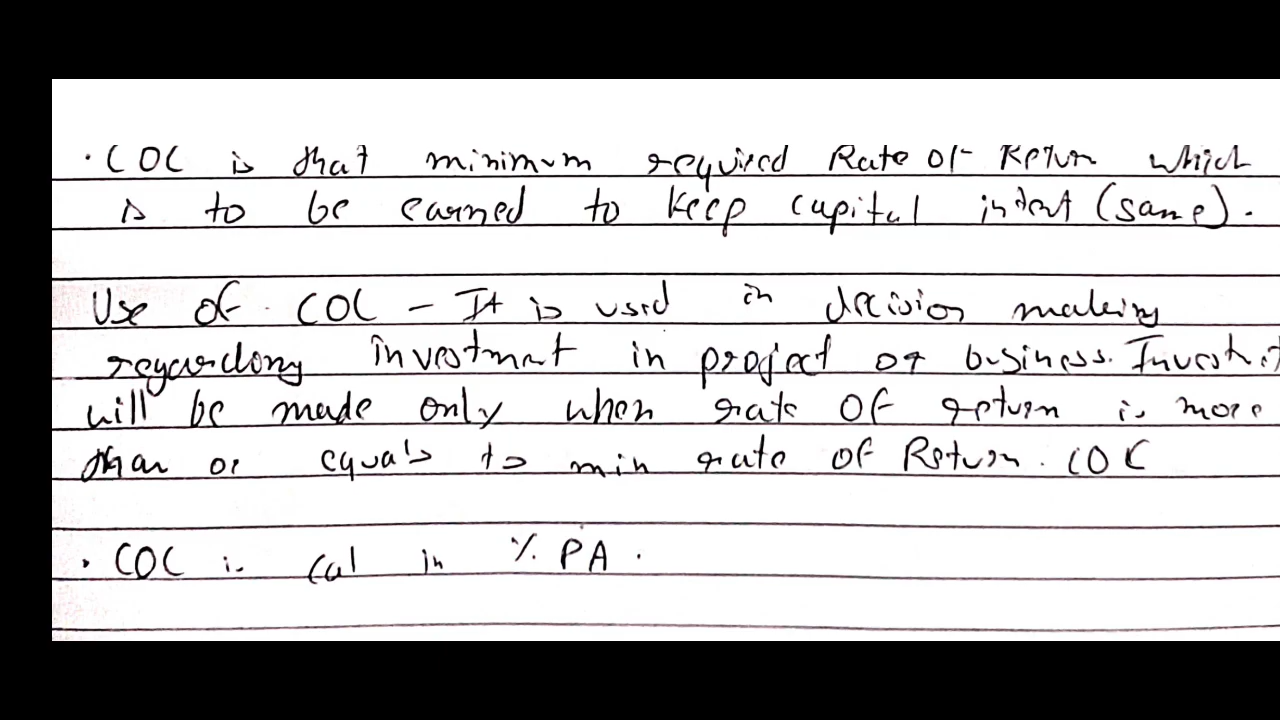 · COC is that minimum required Rate of Return which
is to be earned to keep capital intact (same).
Use of COC - It is used in decision making
regarding investment in project or business. Investment
will be made only when rate of return is more
than or equals to min rate of Return. COC
· COC is cal in % PA.